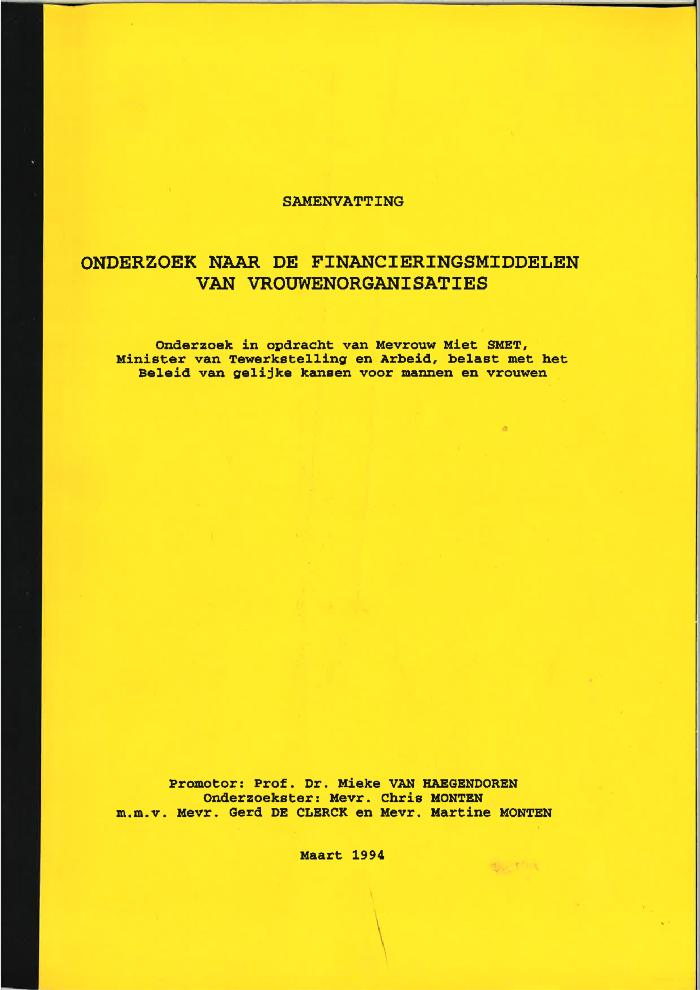 SAMENVATTING
ONDERZOEK NAAR DE FINANCIERINGSMIDDELEN
VAN VROUWENORGANISATIES
Onderzoek in opdracht van Mevrouw Miet SMET,
Minister van Tewerkstelling en Arbeid, belast met het
Beleid van gelijke kansen voor mannen en vrouwen
Promotor: Prof. Dr. Mieke VAN HAEGENDOREN
Onderzoekster: Mevr. Chris MONTEN
m.m.v. Mevr. Gerd DE CLERCK en Mevr. Martine MONTEN
Maart 1994